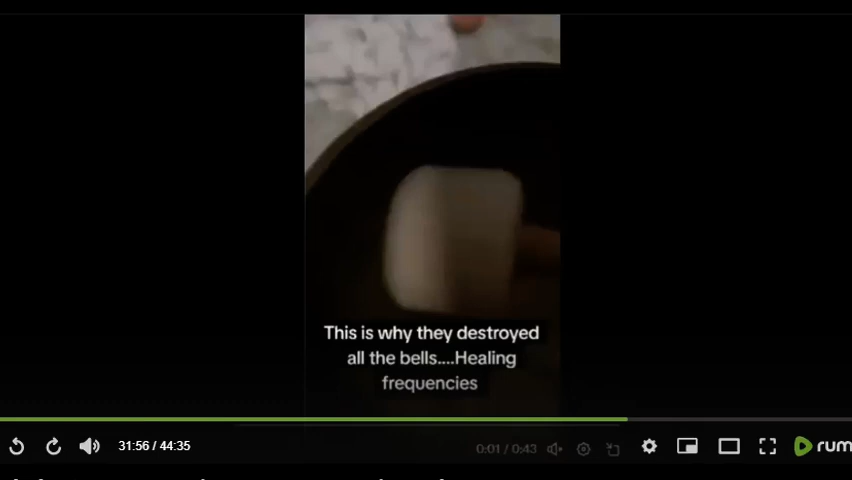 This is why they destroyed
all the bells....Healing
frequencies
31:56 / 44:35
0:01 / 0:43
rum